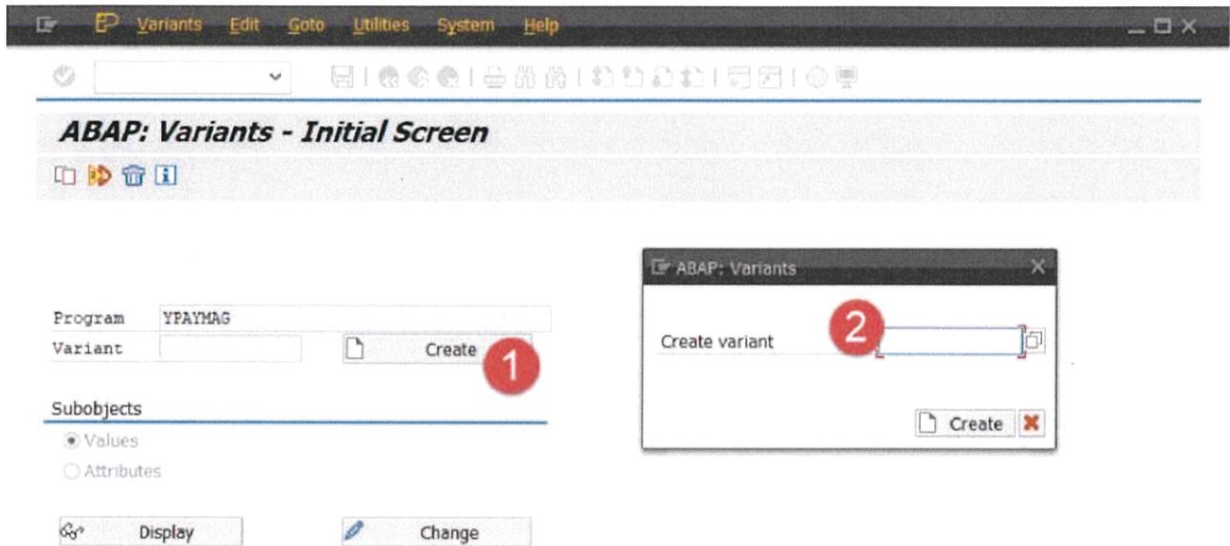 Variants Edit Goto Utilities System Help
ABAP: Variants - Initial Screen
Program YPAYMAG
Variant Create 1
Subobjects
Values
Attributes
Display Change
ABAP: Variants
Create variant 2
Create